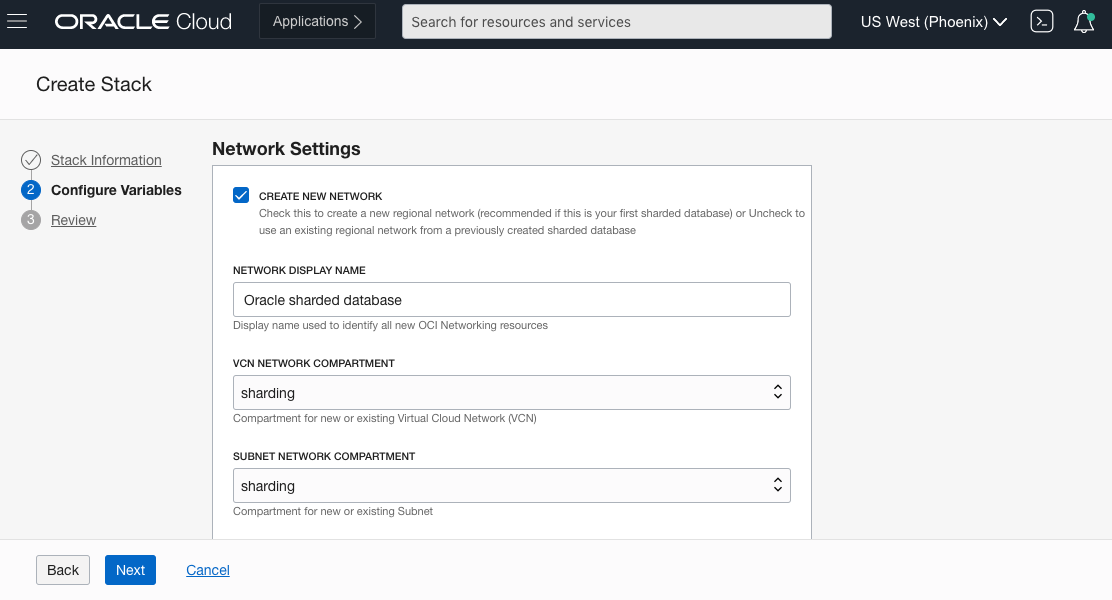 ORACLE Cloud
Applications
Search for resources and services
US West (Phoenix)
Create Stack
Stack Information
2 Configure Variables
3 Review
Network Settings
CREATE NEW NETWORK
Check this to create a new regional network (recommended if this is your first sharded database) or Uncheck to
use an existing regional network from a previously created sharded database
NETWORK DISPLAY NAME
Oracle sharded database
Display name used to identify all new OCI Networking resources
VCN NETWORK COMPARTMENT
sharding
Compartment for new or existing Virtual Cloud Network (VCN)
SUBNET NETWORK COMPARTMENT
sharding
Compartment for new or existing Subnet
Back
Next
Cancel